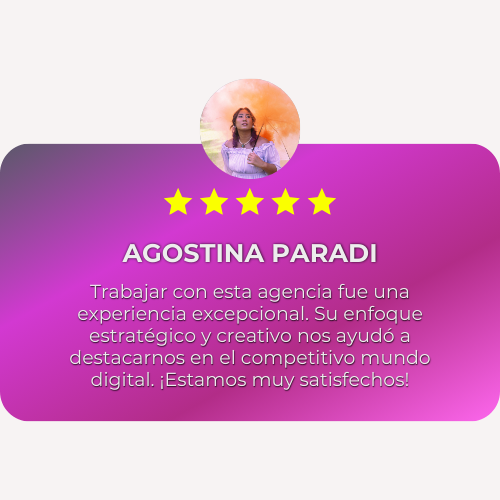 AGOSTINA PARADI
Trabajar con esta agencia fue una
experiencia excepcional. Su enfoque
estratégico y creativo nos ayudó a
destacarnos en el competitivo mundo
digital. ¡Estamos muy satisfechos!